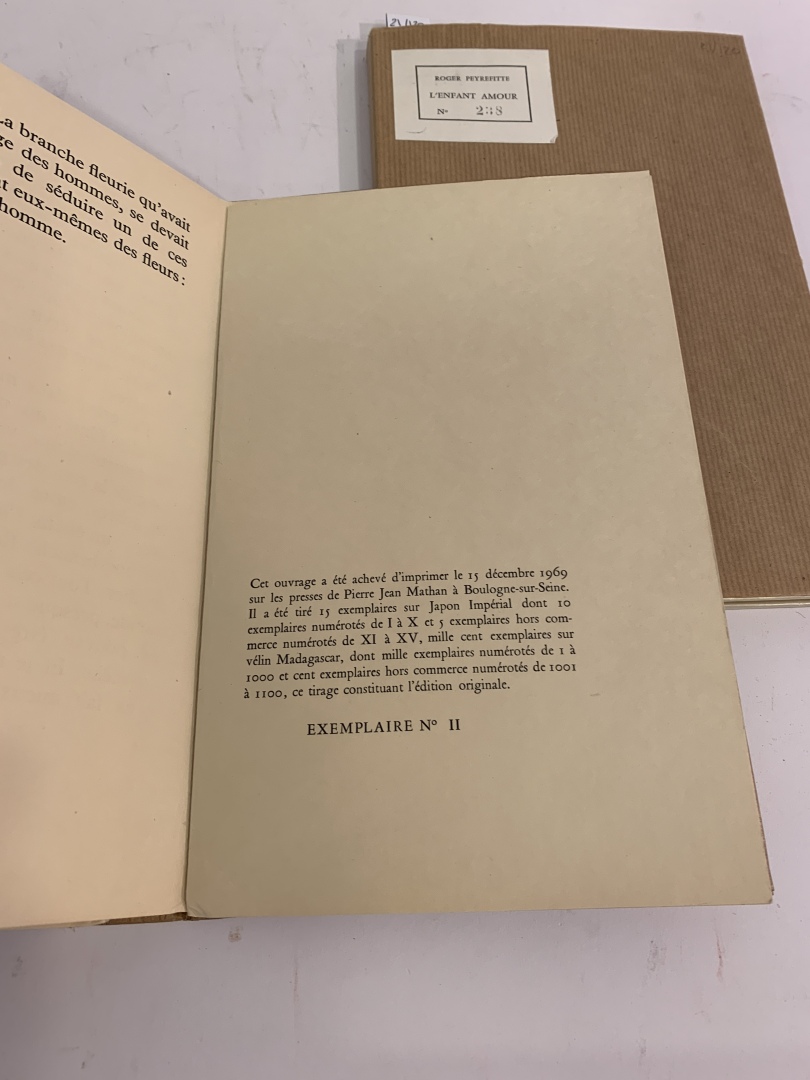 La branche fleurie qu'avait
des hommes, se devait
de séduire un de ces
eux-mêmes des fleurs :
homme.
ROGER PEYREFITTE
L'ENFANT AMOUR
Nº 238
Cet ouvrage a été achevé d'imprimer le 15 décembre 1969
sur les presses de Pierre Jean Mathan à Boulogne-sur-Seine.
Il a été tiré 15 exemplaires sur Japon Impérial dont 10
exemplaires numérotés de I à X et 5 exemplaires hors com-
merce numérotés de XI à XV, mille cent exemplaires sur
vélin Madagascar, dont mille exemplaires numérotés de 1 à
1000 et cent exemplaires hors commerce numérotés de 1001
à 1100, ce tirage constituant l'édition originale.
EXEMPLAIRE Nº II